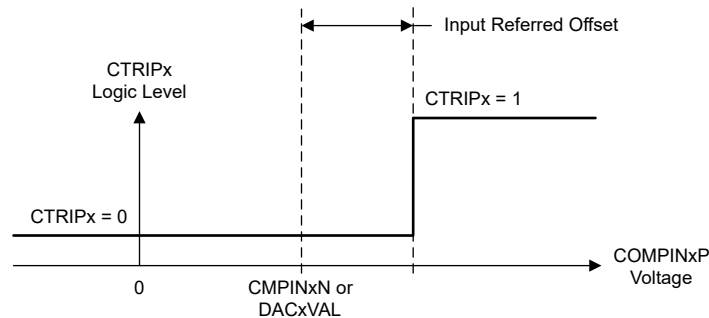 Input Referred Offset
CTRIPx
Logic Level
CTRIPx = 1
CTRIPx = 0
COMPINxP
Voltage
0
CMPINxN or
DACxVAL